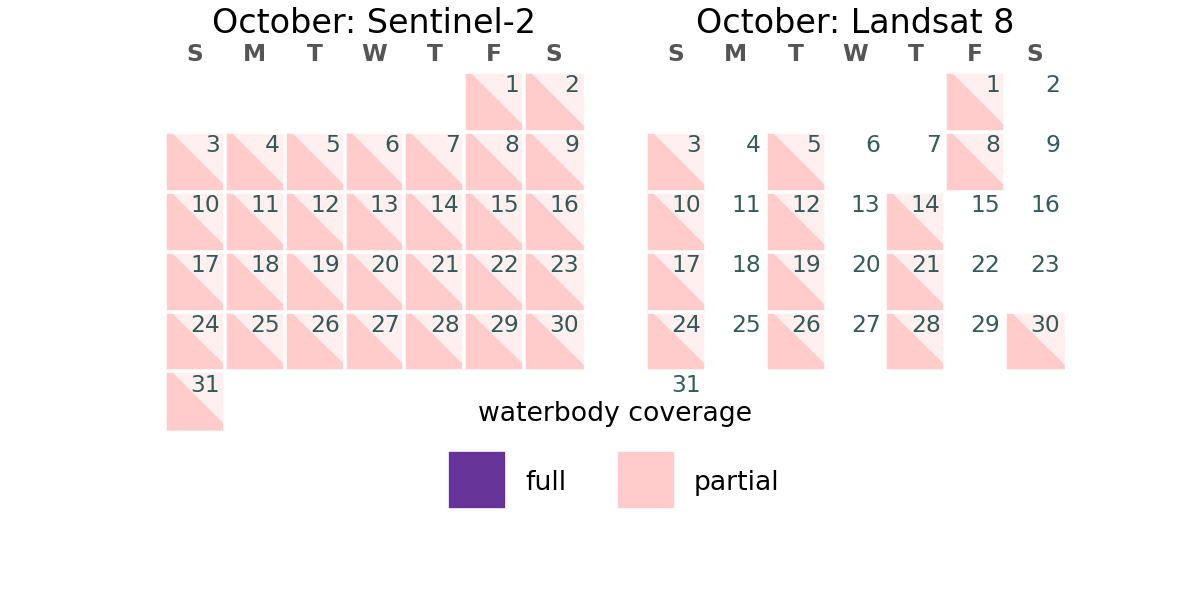 October: Sentinel-2
S M T W T F S
1 2
3 4 5 6 7 8 9
10 11 12 13 14 15 16
17 18 19 20 21 22 23
24 25 26 27 28 29 30
31
October: Landsat 8
S M T W T F S
1 2
3 4 5 6 7 8 9
10 11 12 13 14 15 16
17 18 19 20 21 22 23
24 25 26 27 28 29 30
31
waterbody coverage
full partial